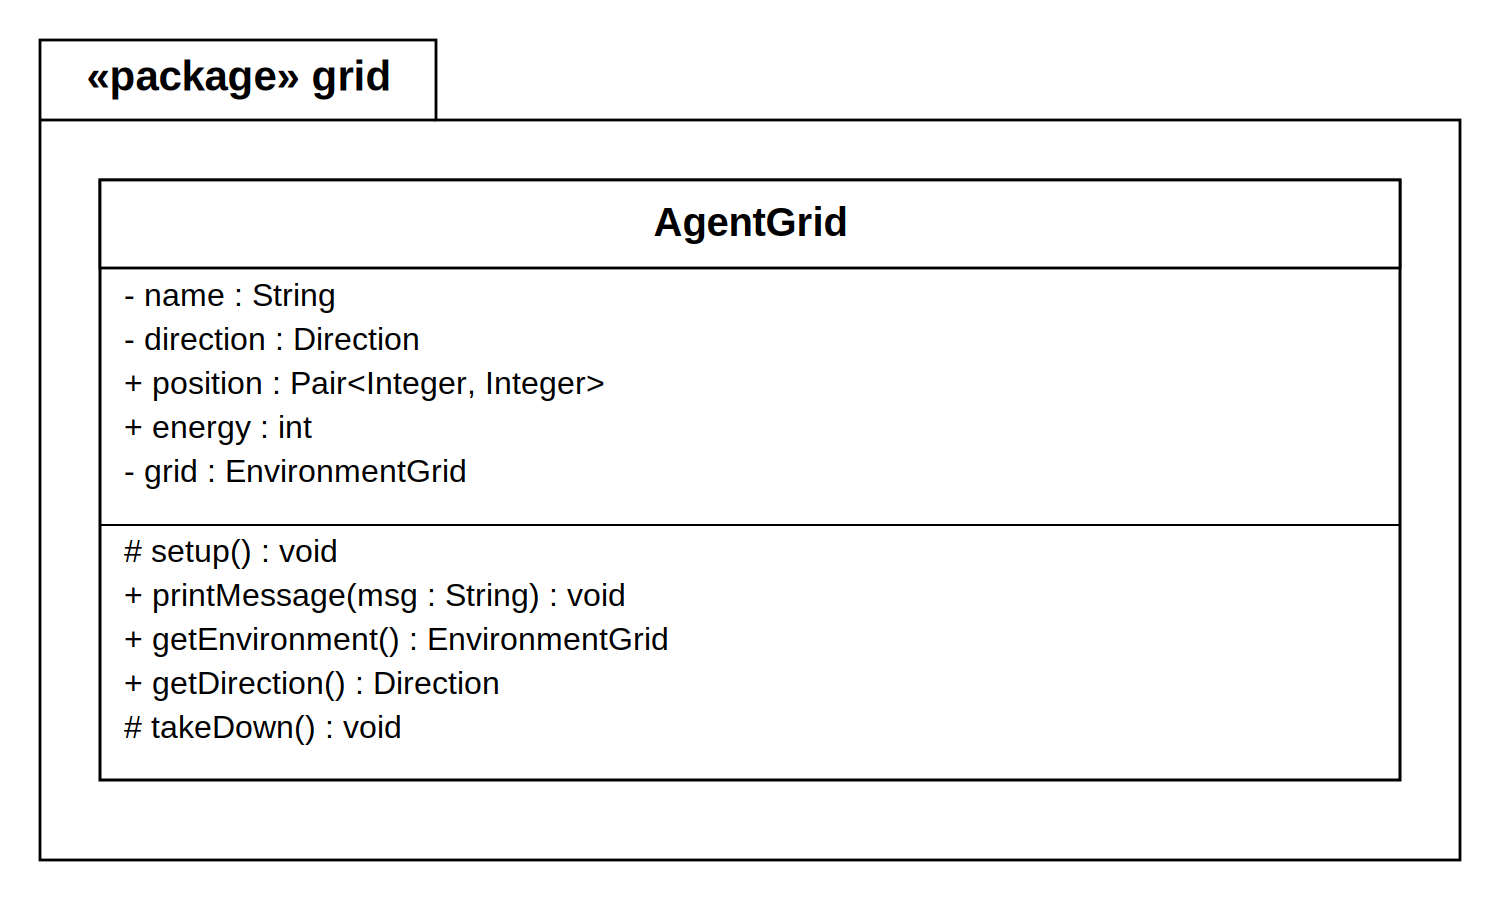 «package» grid
AgentGrid
- name : String
- direction : Direction
+ position : Pair<Integer, Integer>
+ energy : int
- grid : EnvironmentGrid
# setup() : void
+ printMessage(msg : String) : void
+ getEnvironment() : EnvironmentGrid
+ getDirection() : Direction
# takeDown() : void